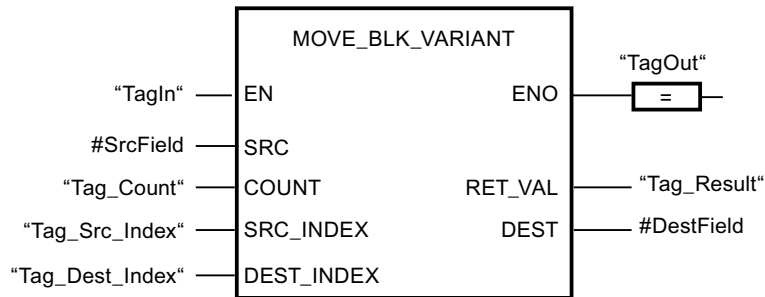 MOVE_BLK_VARIANT
“TagOut“
“TagIn“ EN ENO =
#SrcField SRC
“Tag_Count“ COUNT RET_VAL “Tag_Result“
“Tag_Src_Index“ SRC_INDEX DEST #DestField
“Tag_Dest_Index“ DEST_INDEX